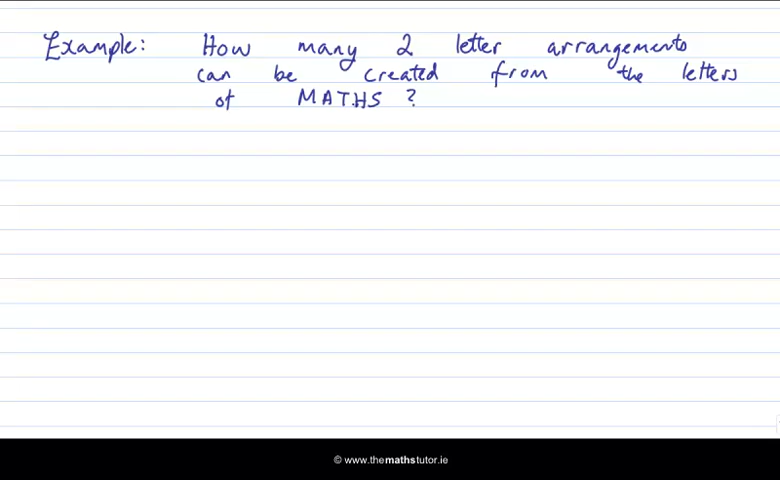 Example: How many 2 letter arrangements
can be created from the letters
of MATHS ?
© www.themathstutor.ie